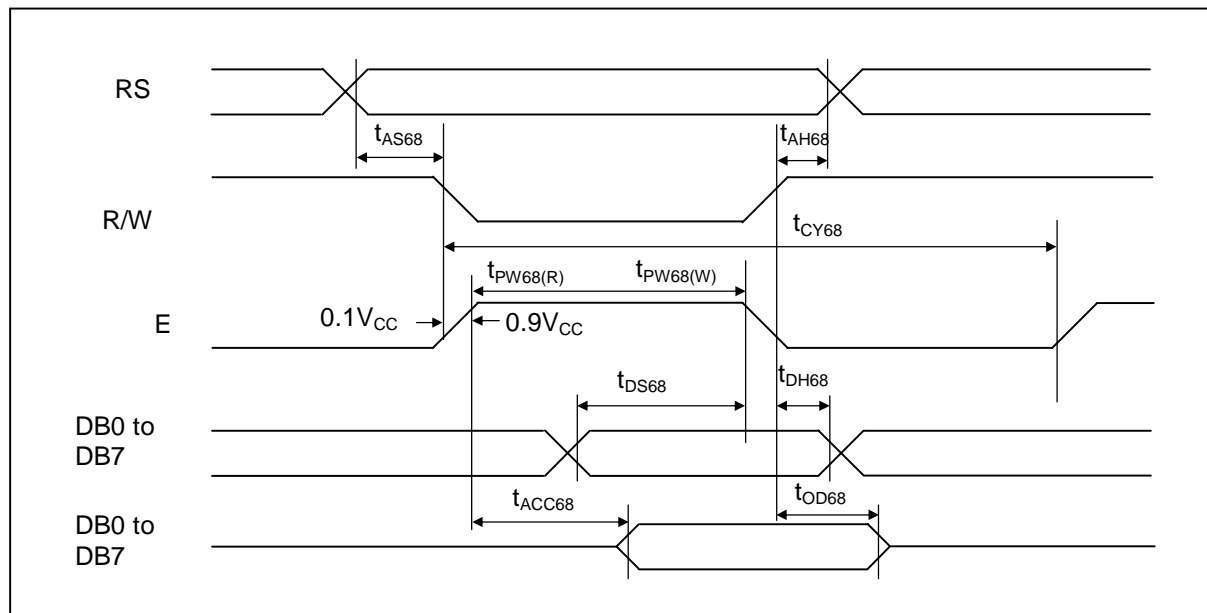 RS
tAS68
tAH68
R/W
tCY68
tPW68(R) tPW68(W)
E
0.1VCC
0.9VCC
tDS68
tDH68
DB0 to
DB7
tACC68
tOD68
DB0 to
DB7